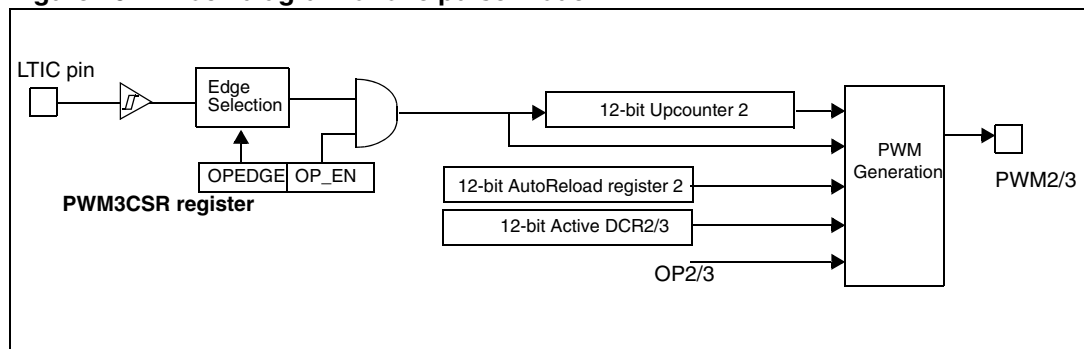 LTIC pin
Edge
Selection
12-bit Upcounter 2
PWM
Generation
OPEDGE OP_EN
12-bit AutoReload register 2
PWM2/3
PWM3CSR register
12-bit Active DCR2/3
OP2/3